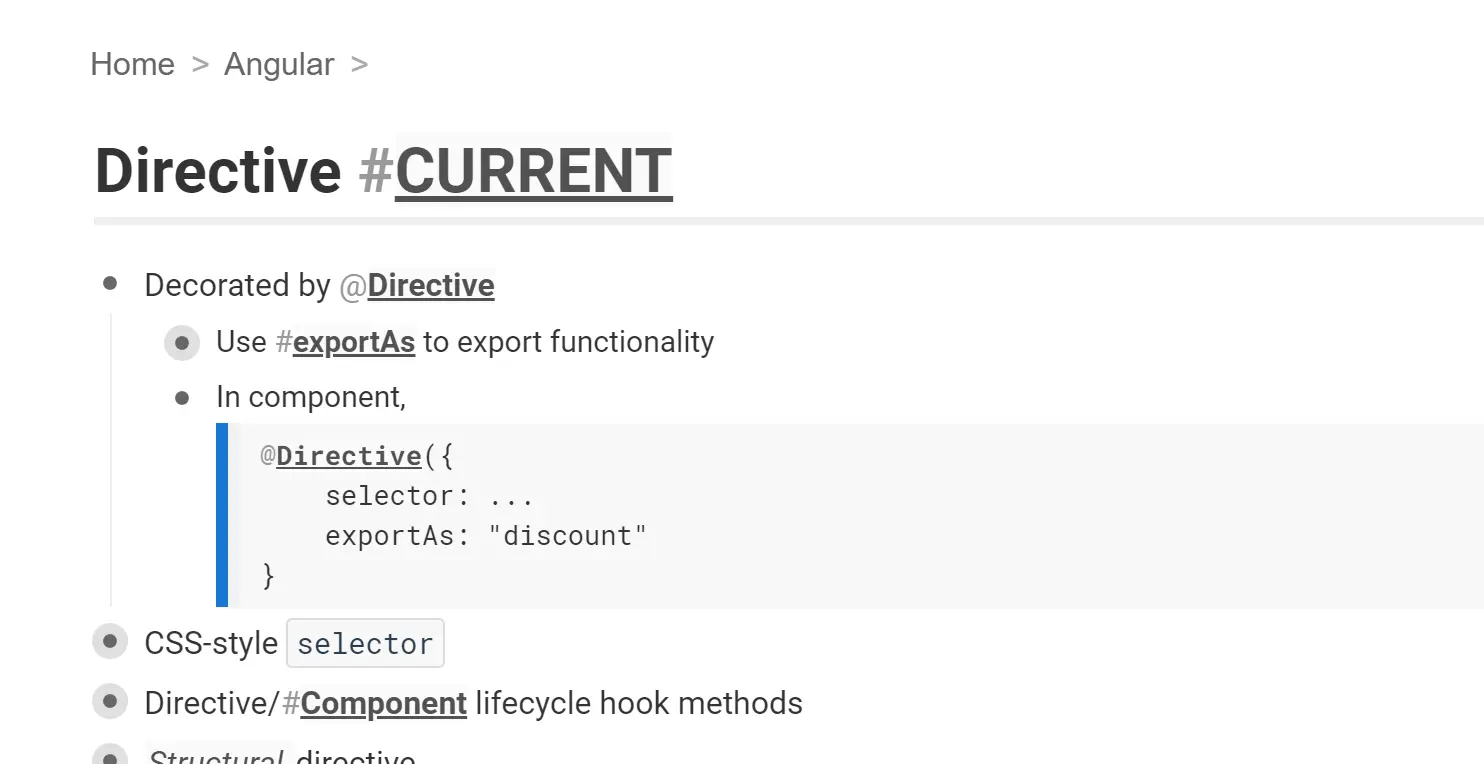 Home > Angular >
Directive #CURRENT
Decorated by @Directive
Use #exportAs to export functionality
In component,
@Directive({
    selector: ...
    exportAs: "discount"
}
CSS-style selector
Directive/#Component lifecycle hook methods
Structural directive